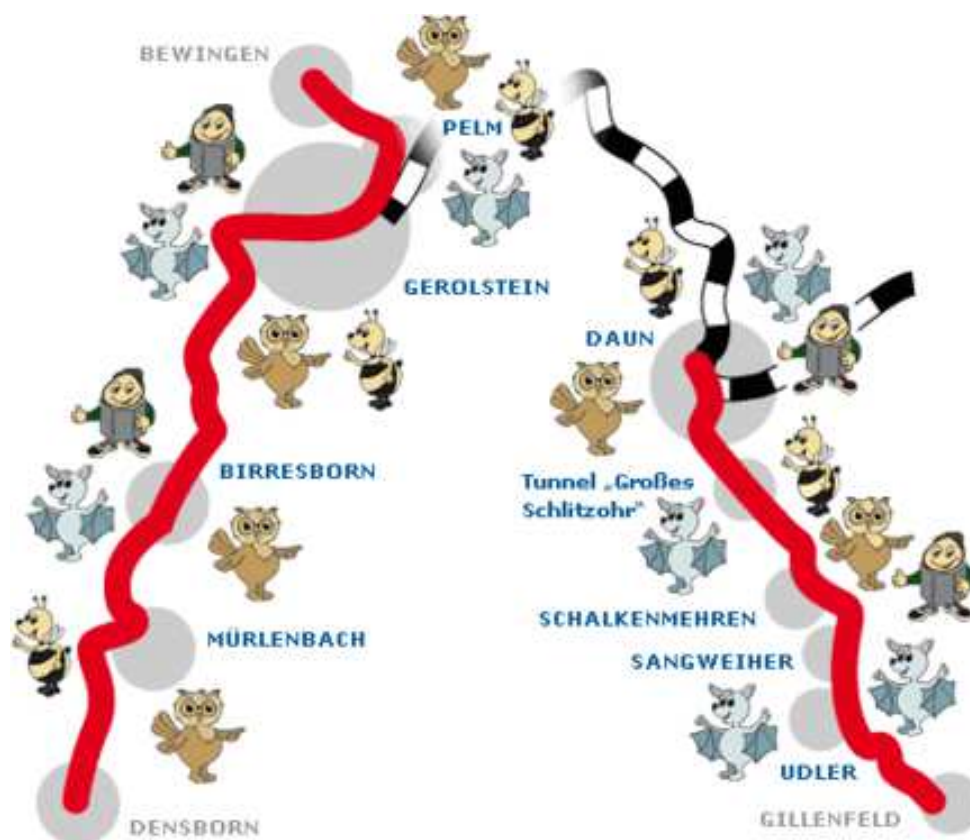 BEWINGEN
PELM
GEROLSTEIN
DAUN
BIRRESBORN
Tunnel „Großes
Schlitzohr“
SCHALKENMEHREN
MÜRLENBACH
SANGWEIHER
UDLER
DENSBORN
GILLENFELD